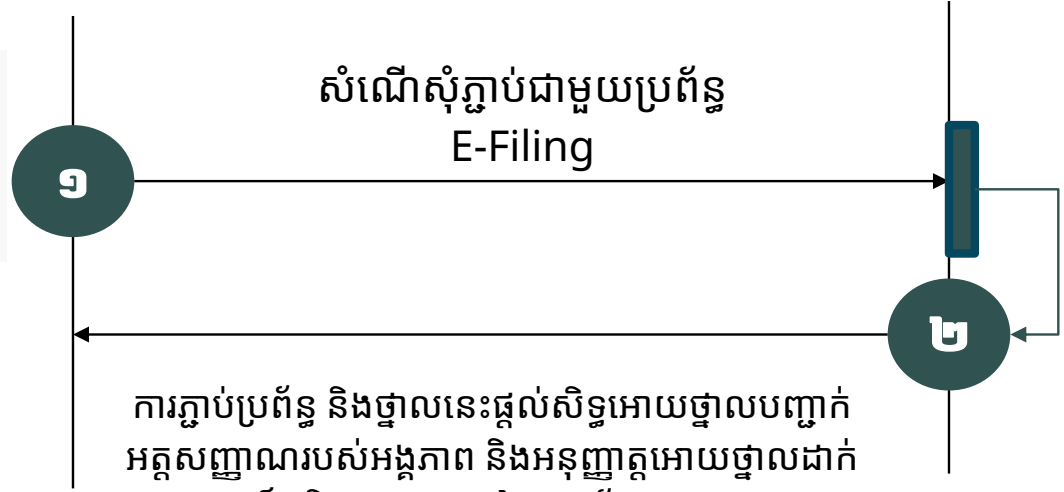 សំណើសុំភ្ជាប់ជាមួយប្រព័ន្ធ
E-Filing
១
២
ការភ្ជាប់ប្រព័ន្ធ និងថ្នាលនេះផ្តល់សិទ្ធអោយថ្នាលបញ្ជាក់
អត្តសញ្ញាណរបស់អង្គភាព និងអនុញ្ញាត្តអោយថ្នាលដាក់